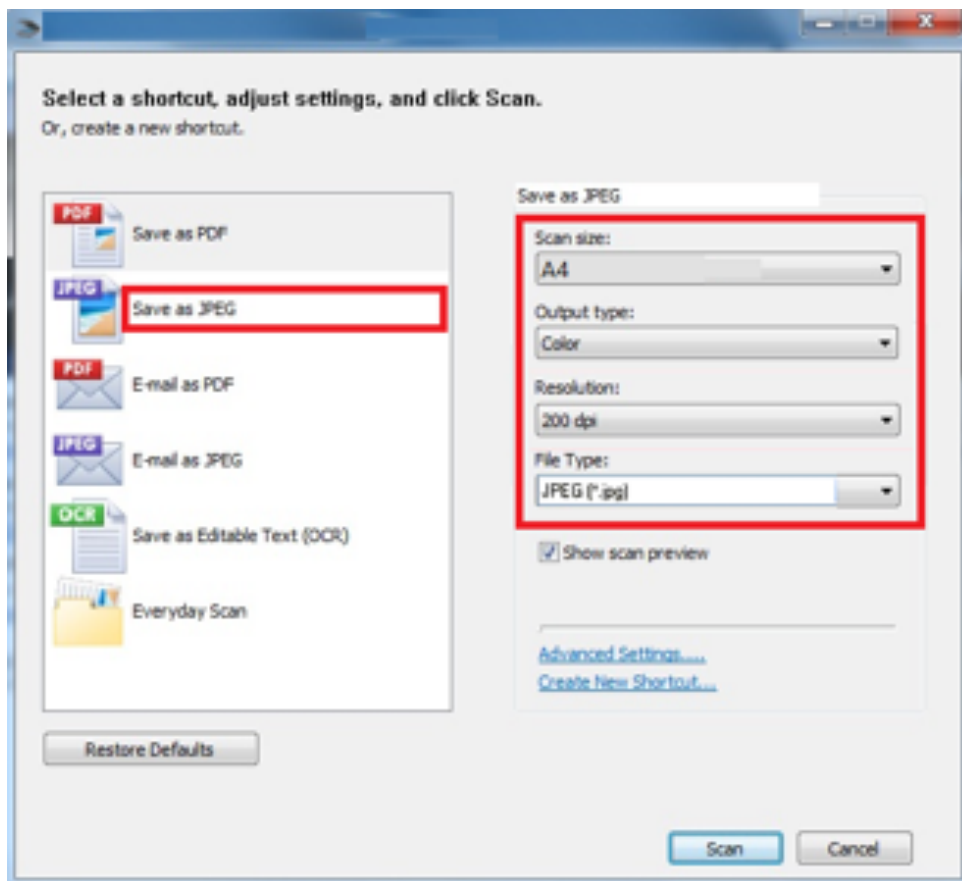 Select a shortcut, adjust settings, and click Scan.
Or, create a new shortcut.
PDF
Save as PDF
JPEG
Save as JPEG
PDF
E-mail as PDF
JPEG
E-mail as JPEG
OCR
Save as Editable Text (OCR)
Everyday Scan
Restore Defaults
Save as JPEG
Scan size:
A4
Output type:
Color
Resolution:
200 dpi
File Type:
JPEG (*.jpg)
Show scan preview
Advanced Settings.....
Create New Shortcut...
Scan
Cancel